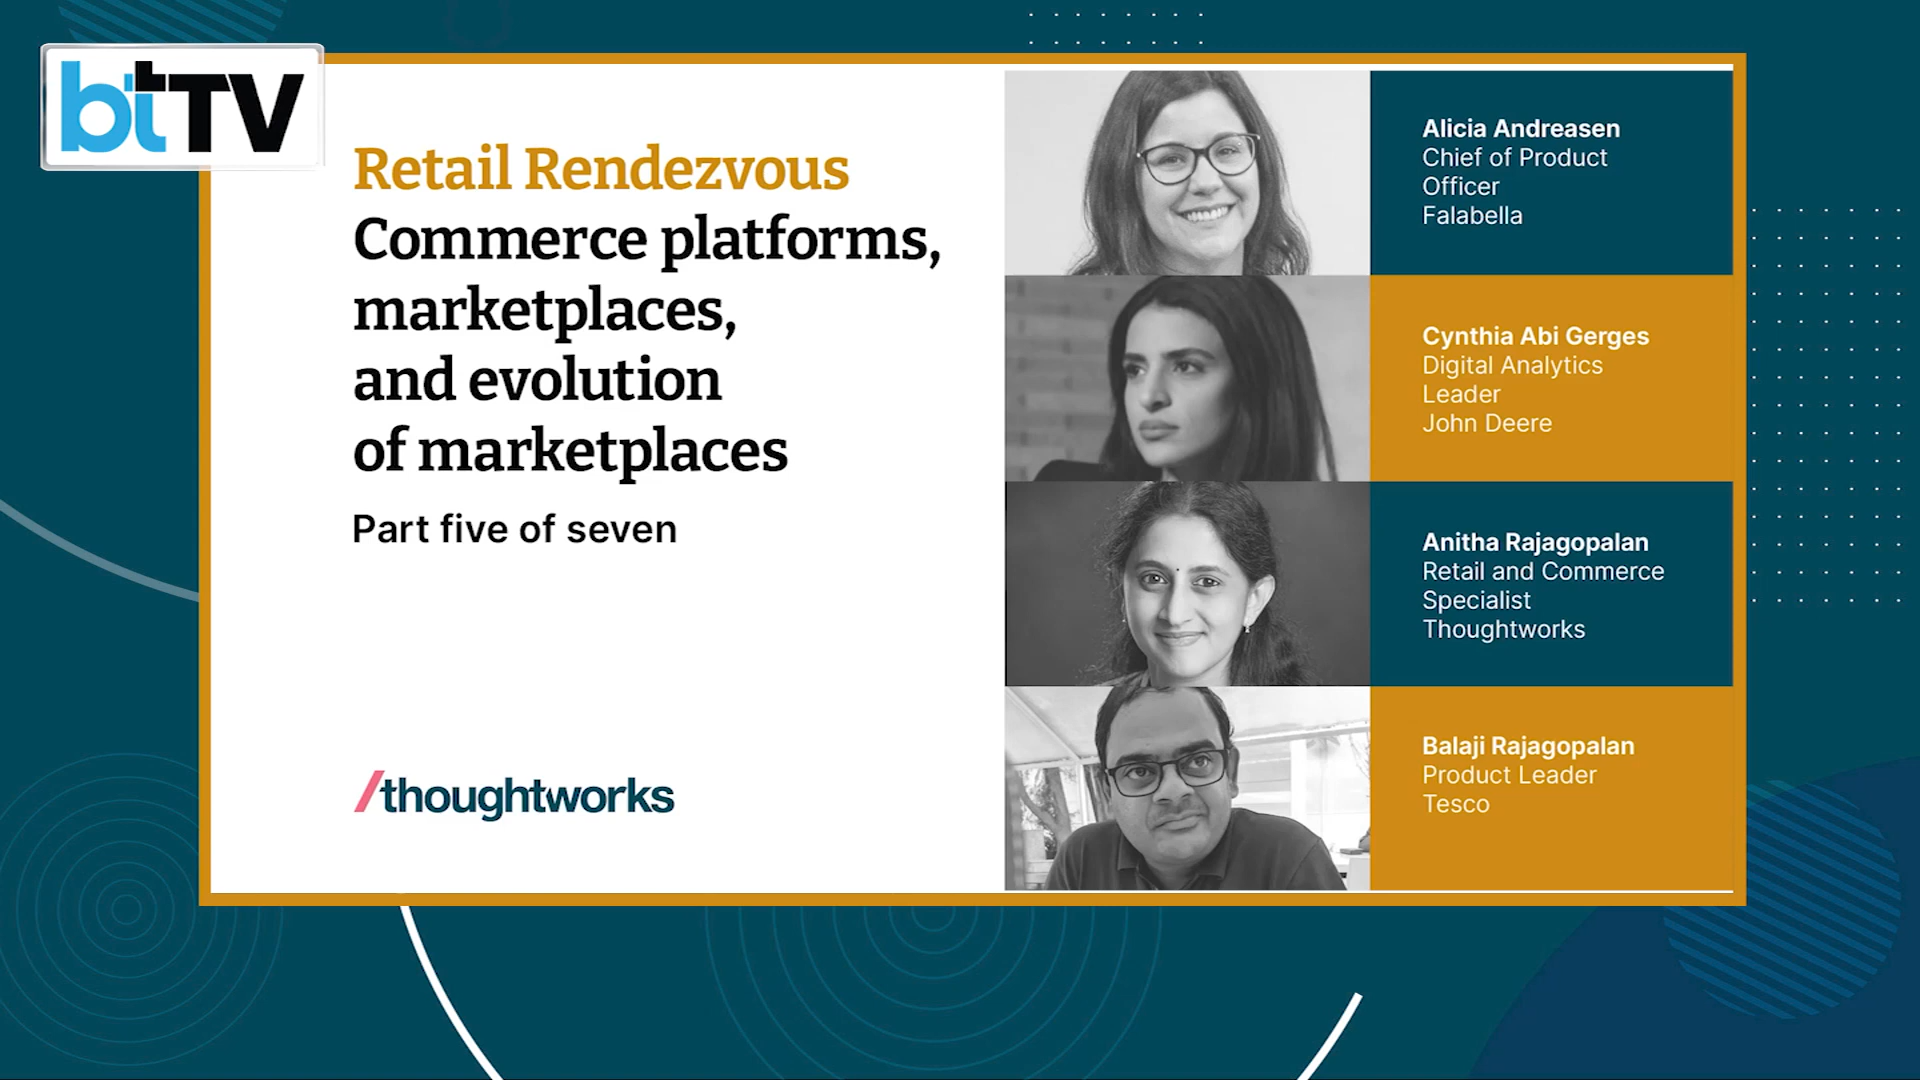 btTV
Retail Rendezvous
Commerce platforms,
marketplaces,
and evolution
of marketplaces
Part five of seven
/thoughtworks
Alicia Andreasen
Chief of Product
Officer
Falabella
Cynthia Abi Gerges
Digital Analytics
Leader
John Deere
Anitha Rajagopalan
Retail and Commerce
Specialist
Thoughtworks
Balaji Rajagopalan
Product Leader
Tesco